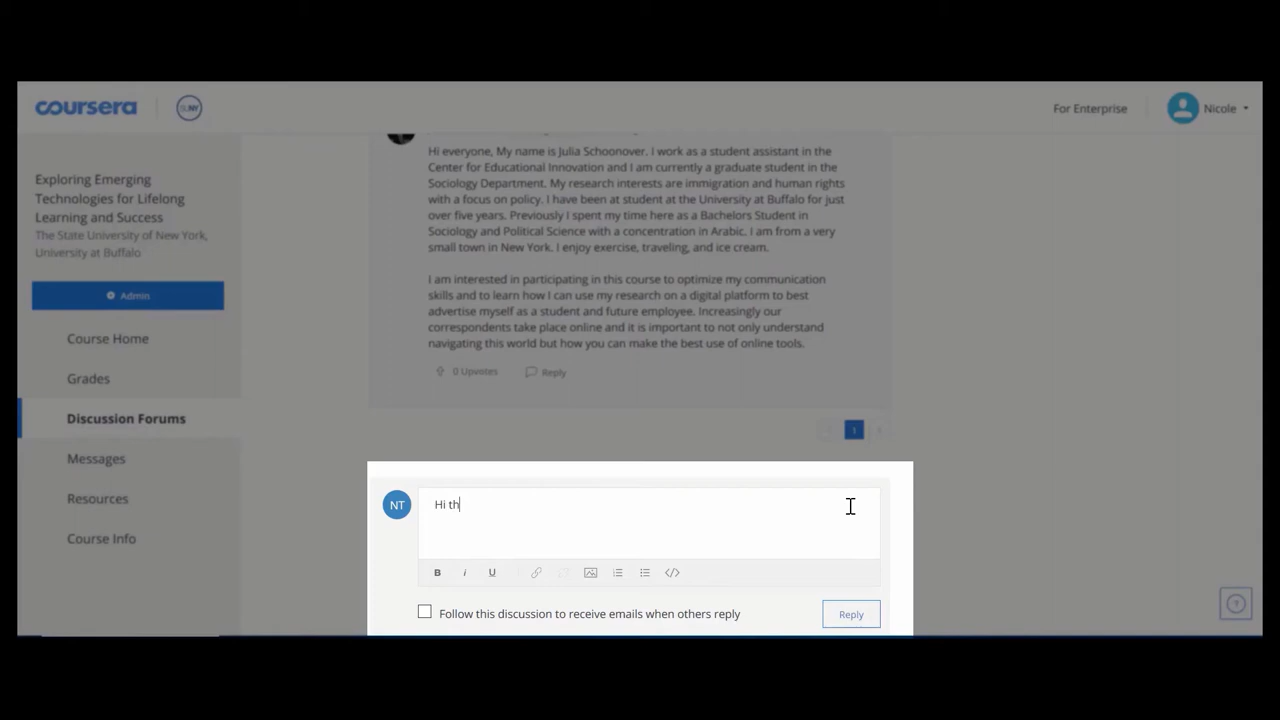 coursera
SUNY
For Enterprise
Nicole
Exploring Emerging
Technologies for Lifelong
Learning and Success
The State University of New York,
University at Buffalo
Admin
Course Home
Grades
Discussion Forums
Messages
Resources
Course Info
Hi everyone, My name is Julia Schoonover. I work as a student assistant in the
Center for Educational Innovation and I am currently a graduate student in the
Sociology Department. My research interests are immigration and human rights
with a focus on policy. I have been at student at the University at Buffalo for just
over five years. Previously I spent my time here as a Bachelors Student in
Sociology and Political Science with a concentration in Arabic. I am from a very
small town in New York. I enjoy exercise, traveling, and ice cream.
I am interested in participating in this course to optimize my communication
skills and to learn how I can use my research on a digital platform to best
advertise myself as a student and future employee. Increasingly our
correspondents take place online and it is important to not only understand
navigating this world but how you can make the best use of online tools.
0 Upvotes
Reply
1
NT
Hi th
B i U </>
Follow this discussion to receive emails when others reply
Reply
?